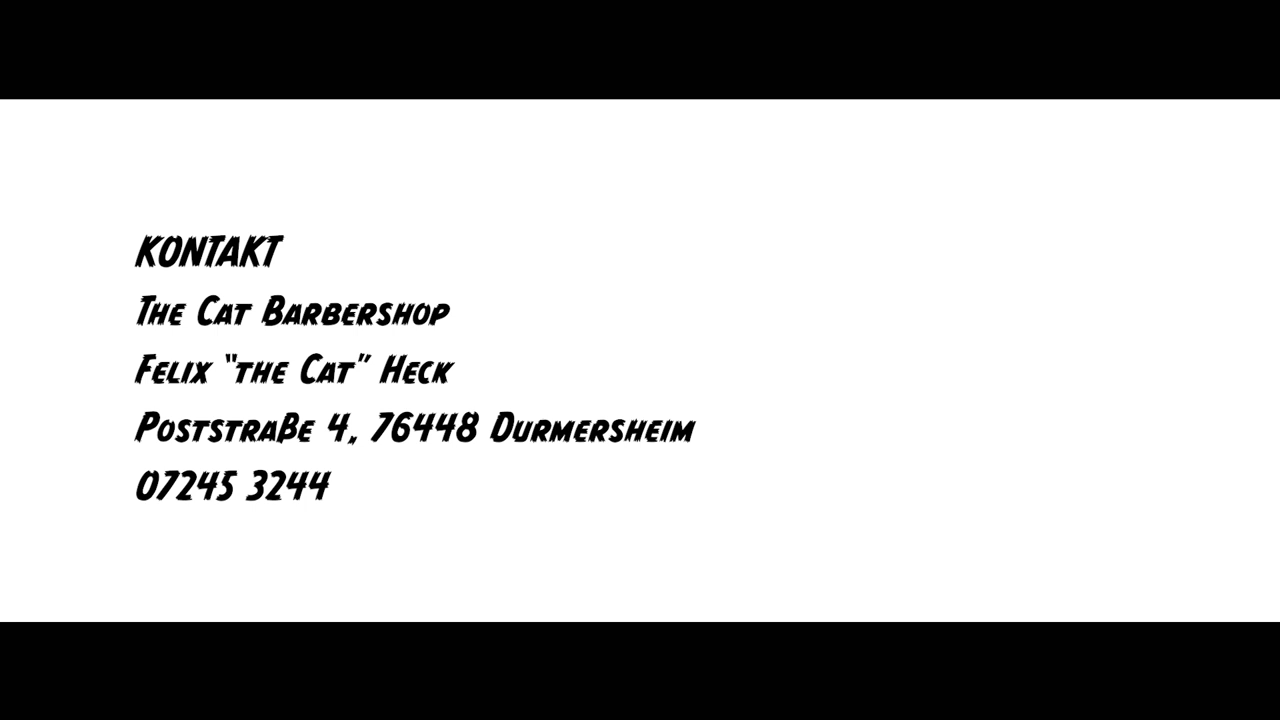 KONTAKT
The Cat Barbershop
Felix "the Cat" Heck
Poststraße 4, 76448 Durmersheim
07245 3244